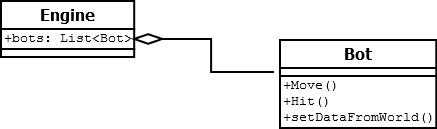 Engine
+bots: List<Bot>
Bot
+Move()
+Hit()
+setDataFromWorld()